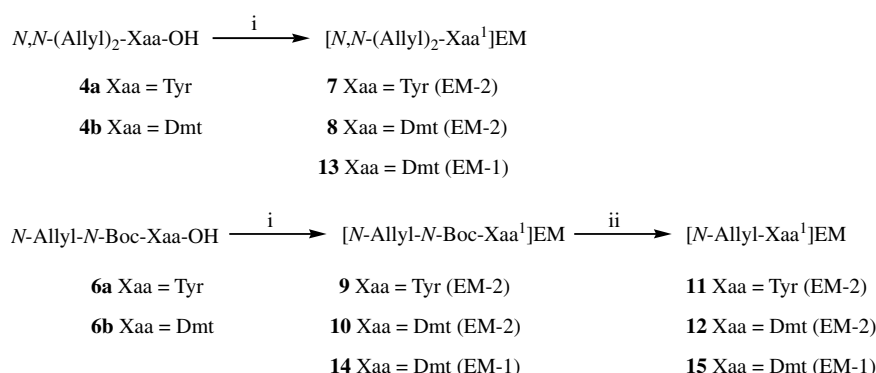 i
N,N-(Allyl)₂-Xaa-OH [N,N-(Allyl)₂-Xaa¹]EM
4a Xaa = Tyr 7 Xaa = Tyr (EM-2)
4b Xaa = Dmt 8 Xaa = Dmt (EM-2)
13 Xaa = Dmt (EM-1)
i ii
N-Allyl-N-Boc-Xaa-OH [N-Allyl-N-Boc-Xaa¹]EM [N-Allyl-Xaa¹]EM
6a Xaa = Tyr 9 Xaa = Tyr (EM-2) 11 Xaa = Tyr (EM-2)
6b Xaa = Dmt 10 Xaa = Dmt (EM-2) 12 Xaa = Dmt (EM-2)
14 Xaa = Dmt (EM-1) 15 Xaa = Dmt (EM-1)